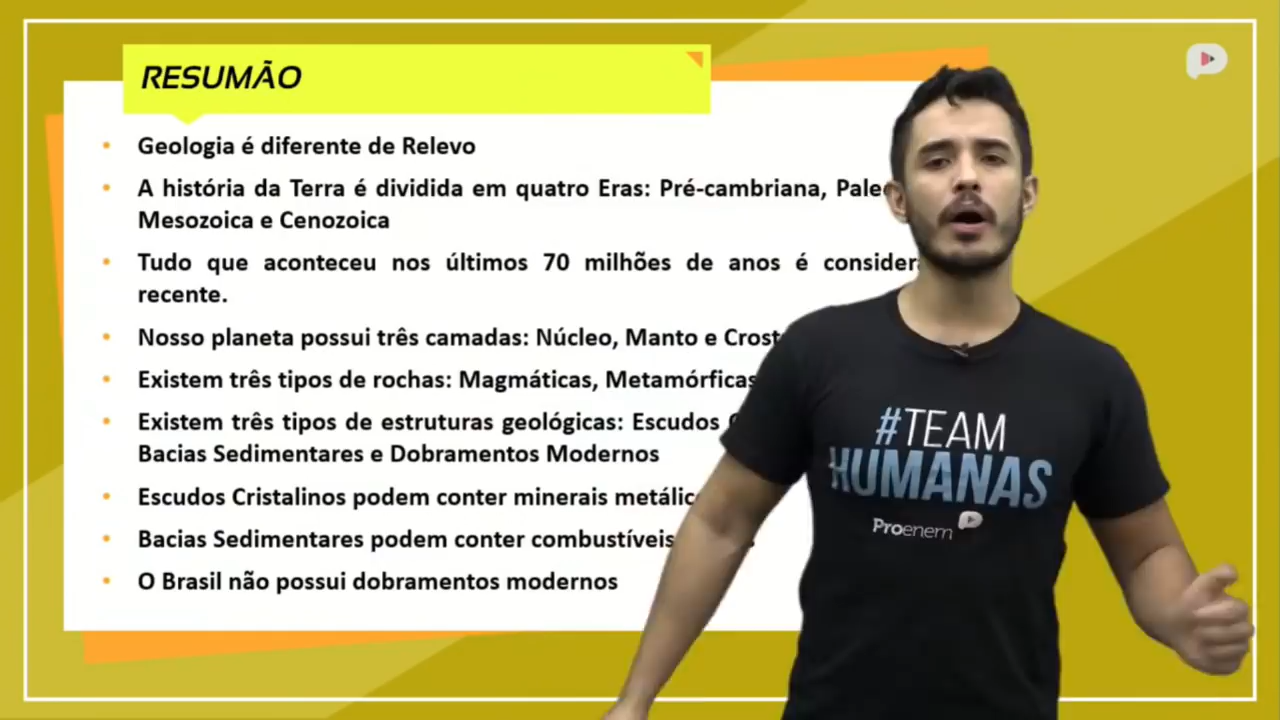 RESUMÃO
• Geologia é diferente de Relevo
• A história da Terra é dividida em quatro Eras: Pré-cambriana,
Mesozoica e Cenozoica
• Tudo que aconteceu nos últimos 70 milhões de anos é
recente.
• Nosso planeta possui três camadas: Núcleo, Manto e
• Existem três tipos de rochas: Magmáticas, Metamórficas
• Existem três tipos de estruturas geológicas: Escudos
Bacias Sedimentares e Dobramentos Modernos
• Escudos Cristalinos podem conter minerais
• Bacias Sedimentares podem conter combustíveis
• O Brasil não possui dobramentos modernos
#TEAM
HUMANAS
Proenem